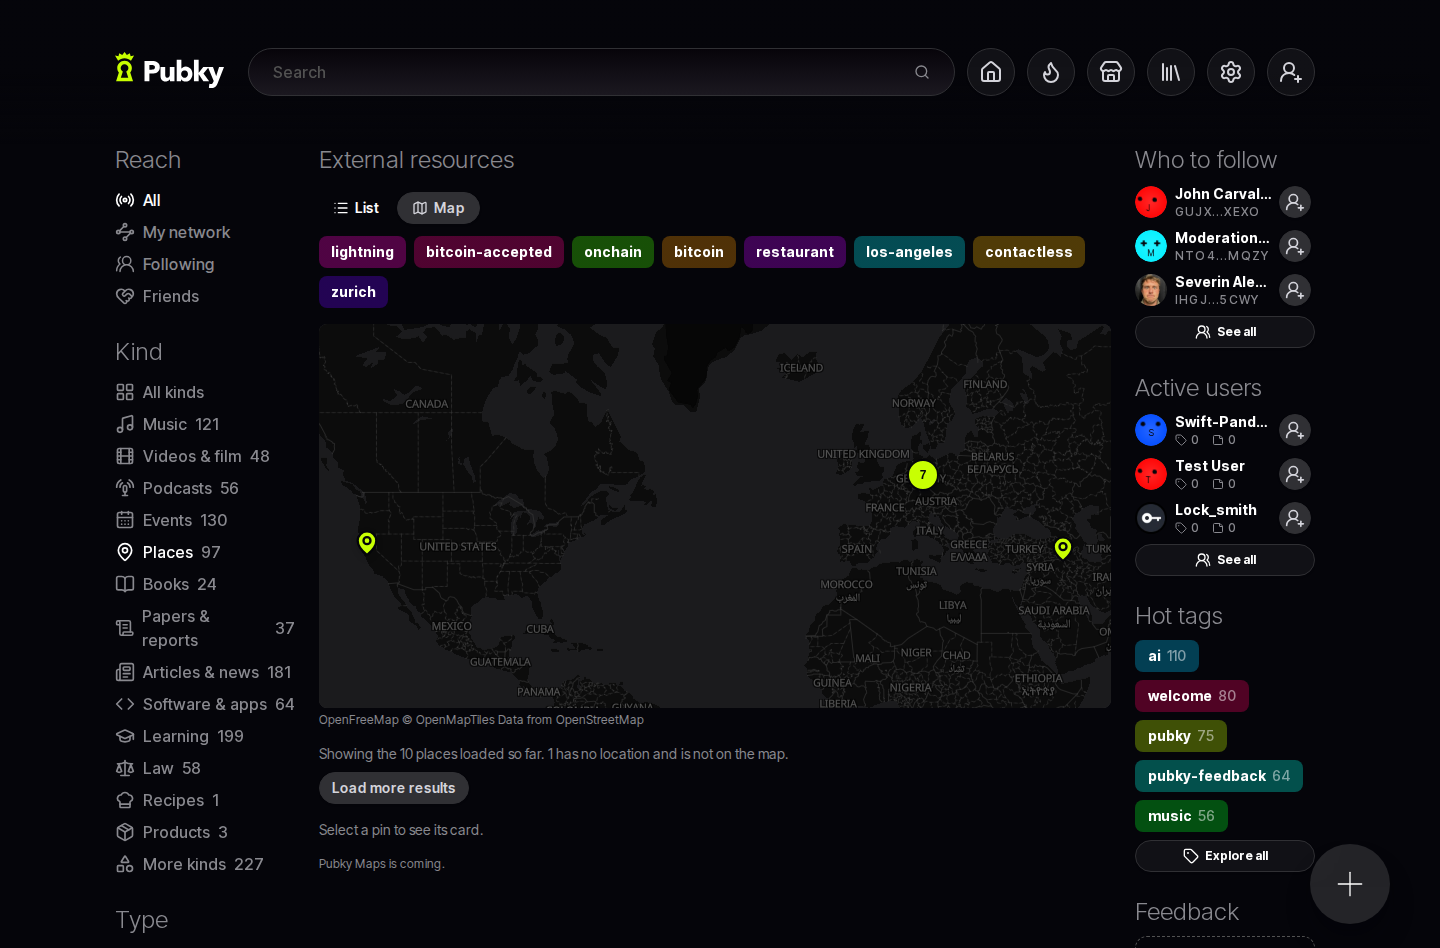 Pubky
Search
Reach
All
My network
Following
Friends
Kind
All kinds
Music 121
Videos & film 48
Podcasts 56
Events 130
Places 97
Books 24
Papers & reports 37
Articles & news 181
Software & apps 64
Learning 199
Law 58
Recipes 1
Products 3
More kinds 227
Type
External resources
List
Map
lightning
bitcoin-accepted
onchain
bitcoin
restaurant
los-angeles
contactless
zurich
ICELAND
FINLAND
CANADA
NORWAY
UNITED KINGDOM
BELARUS
БЕЛАРУСЬ
7
FRANCE
AUSTRIA
ITALY
UNITED STATES
SPAIN
GREECE
ΕΛΛΆΔΑ
TURKEY
SYRIA
سوريا
TUNISIA
تونس
MOROCCO
المغرب
LIBYA
ليبيا
SAUDI ARABIA
السعودية
MEXICO
CUBA
GUATEMALA
MALI
NIGER
CHAD
تشاد
PANAMA
GUINEA
NIGERIA
ETHIOPIA
LIBERIA
OpenFreeMap © OpenMapTiles Data from OpenStreetMap
Showing the 10 places loaded so far. 1 has no location and is not on the map.
Load more results
Select a pin to see its card.
Pubky Maps is coming.
Who to follow
John Carval...
GUJX...XEXO
Moderation...
NTO4...MQZY
Severin Ale...
IHGJ...5CWY
See all
Active users
Swift-Pand...
0 0
Test User
0 0
Lock_smith
0 0
See all
Hot tags
ai 110
welcome 80
pubky 75
pubky-feedback 64
music 56
Explore all
Feedback